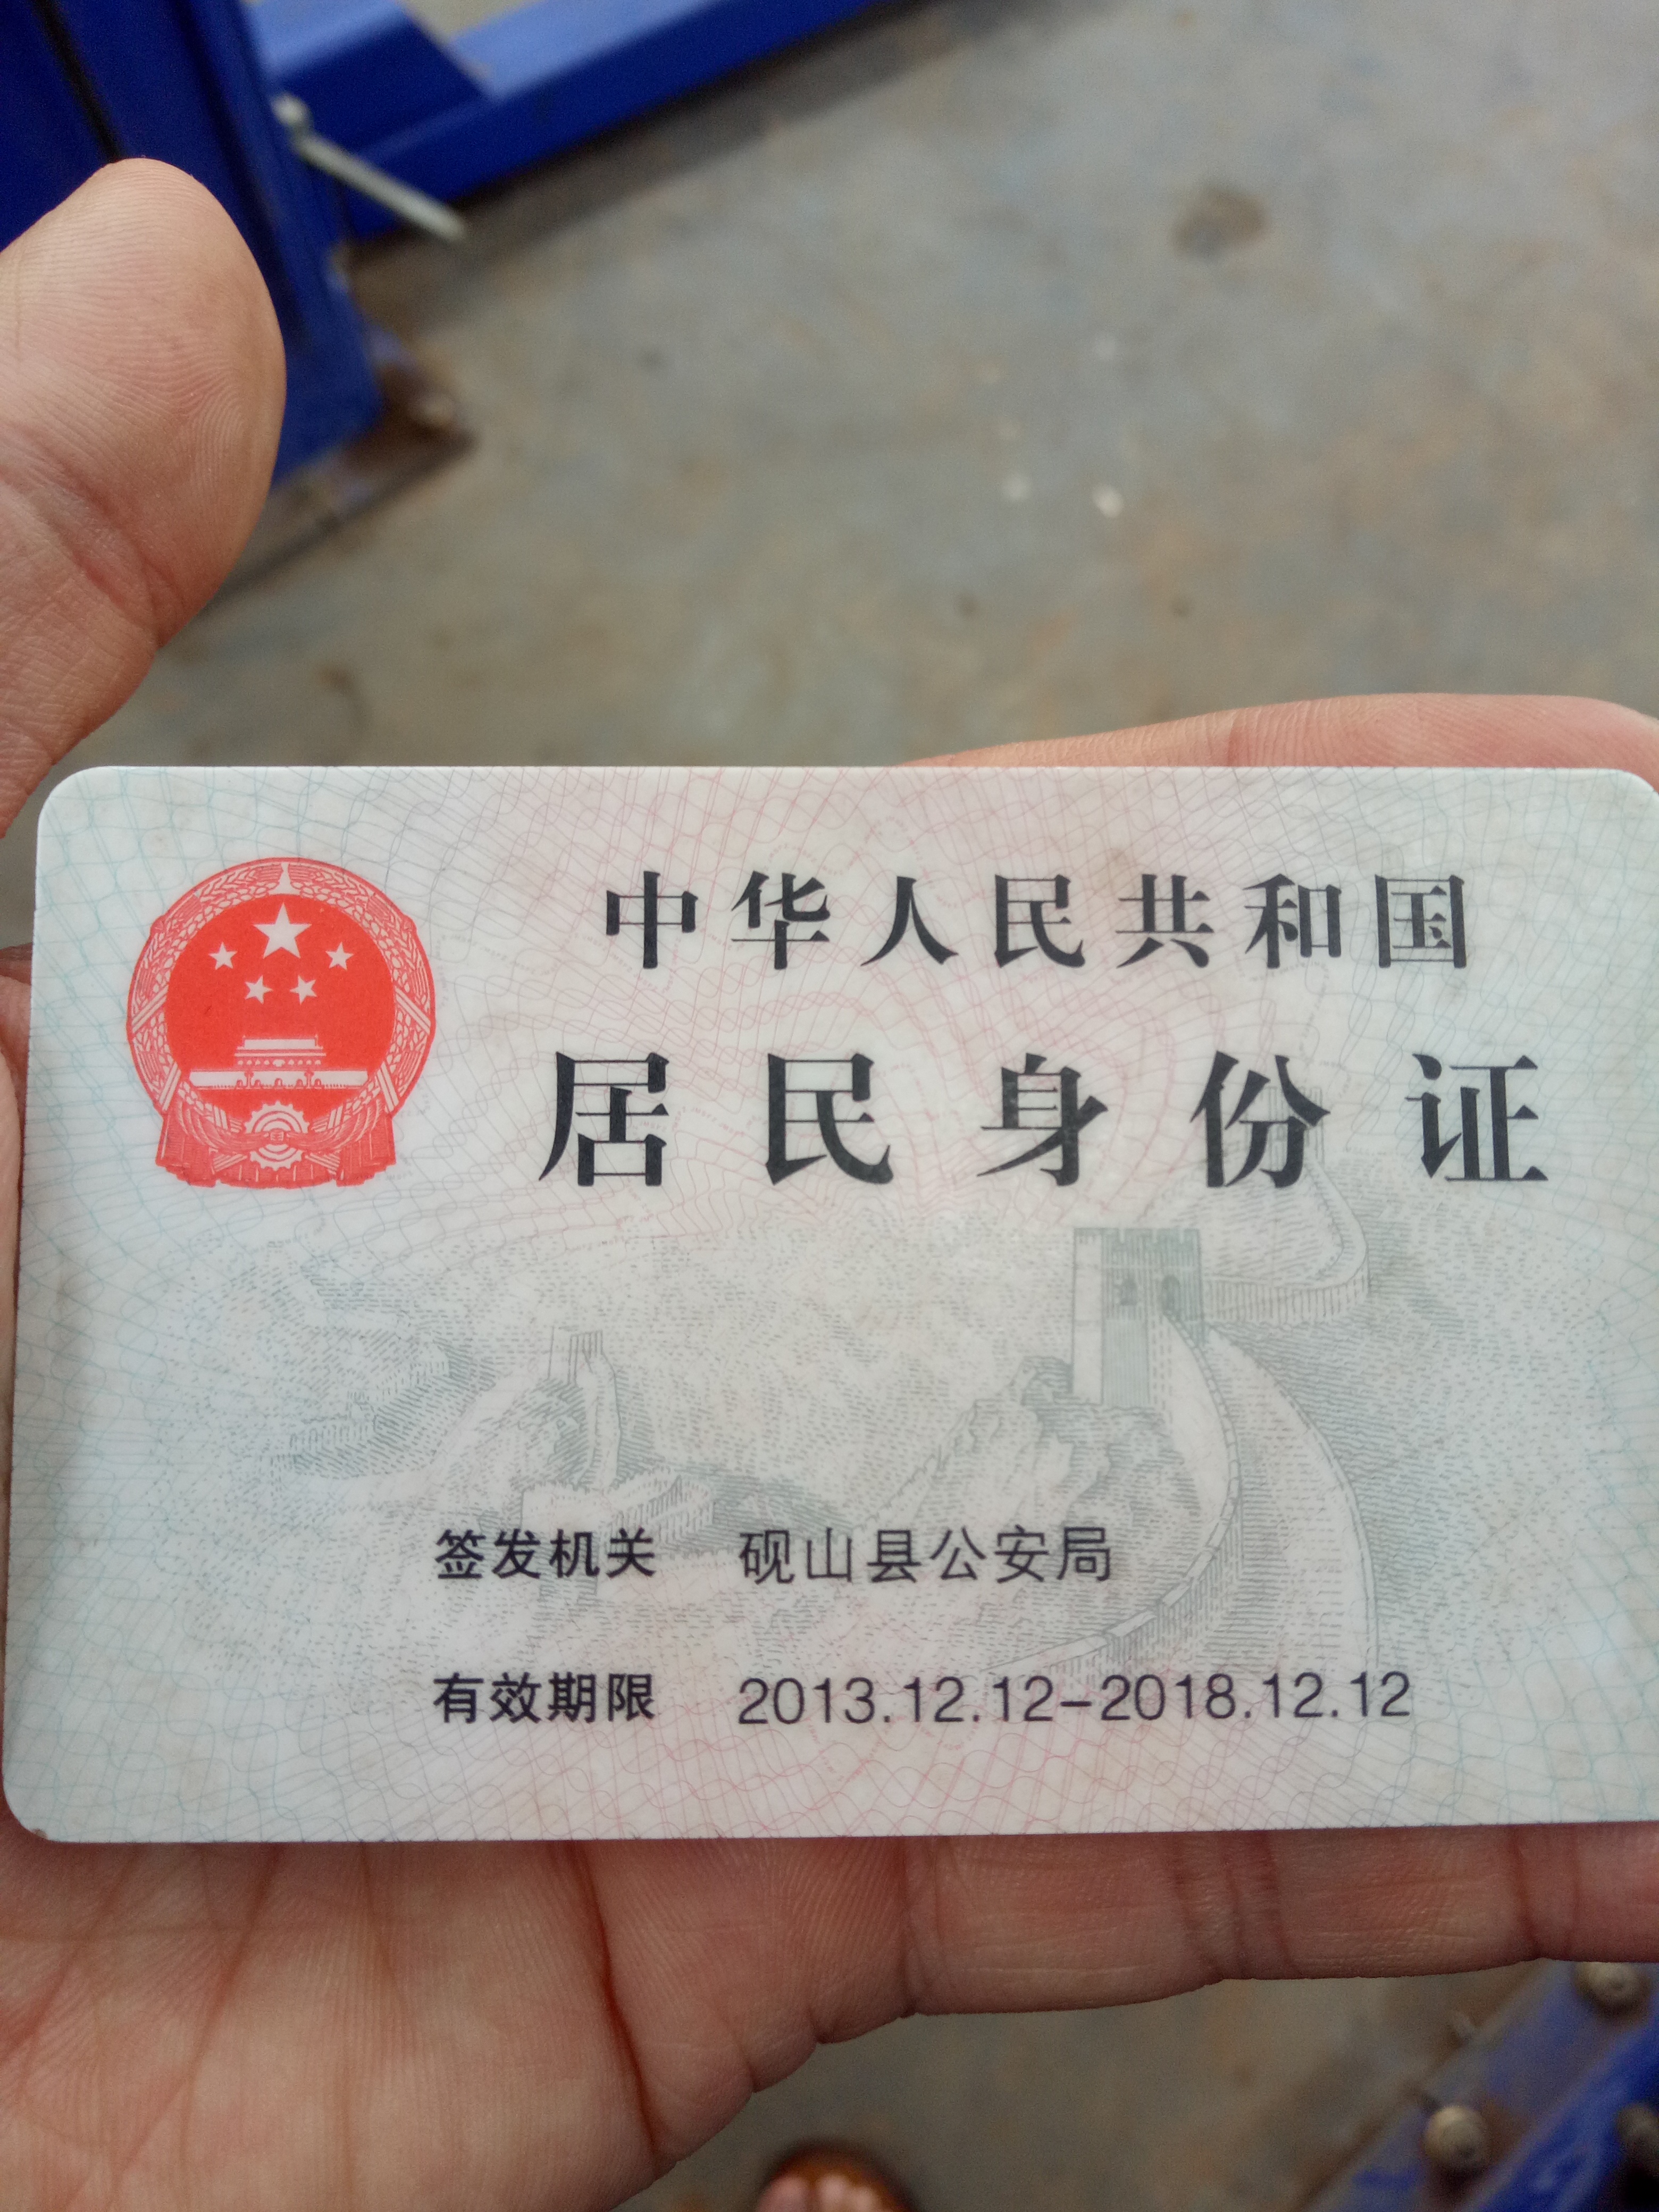 中华人民共和国
居民身份证
签发机关 砚山县公安局
有效期限 2013.12.12-2018.12.12